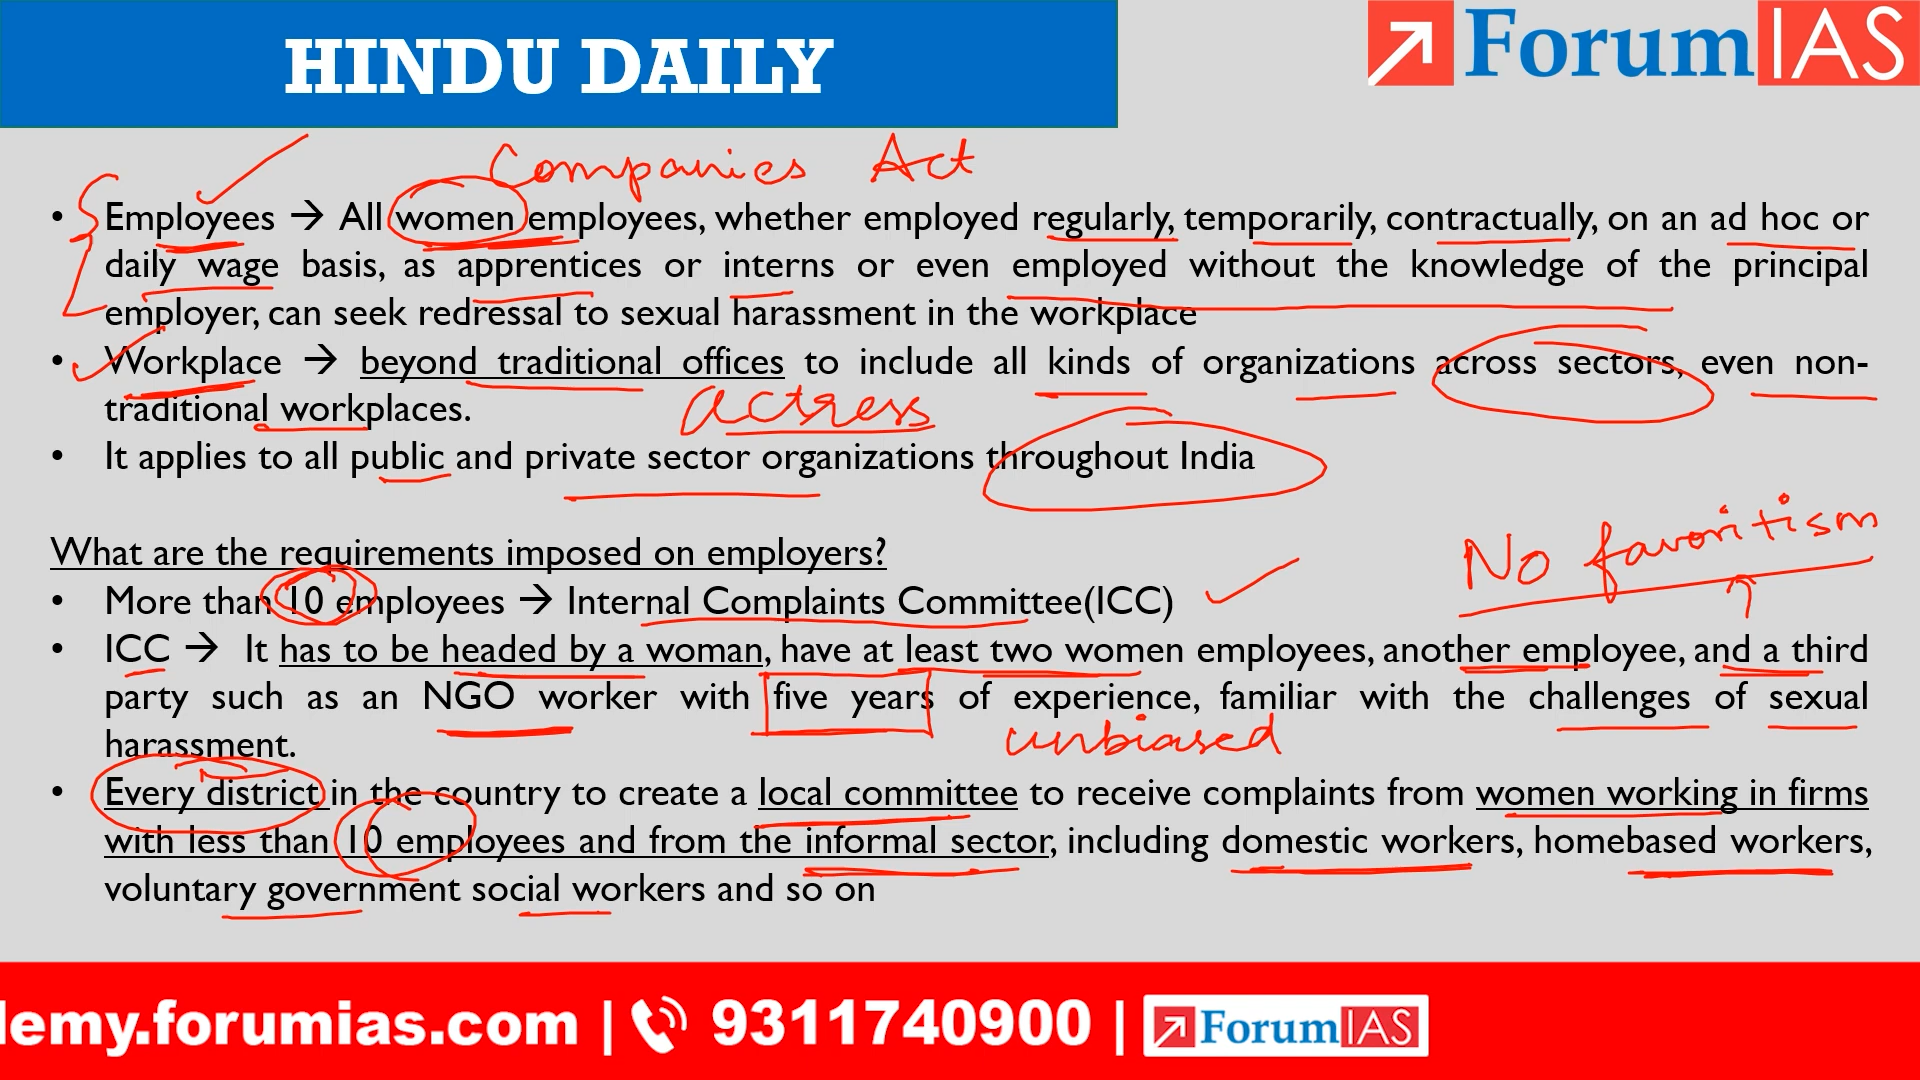 HINDU DAILY
ForumIAS
Companies Act
• Employees → All women employees, whether employed regularly, temporarily, contractually, on an ad hoc or
daily wage basis, as apprentices or interns or even employed without the knowledge of the principal
employer, can seek redressal to sexual harassment in the workplace
• Workplace → beyond traditional offices to include all kinds of organizations across sectors, even non-
traditional workplaces.
actress
• It applies to all public and private sector organizations throughout India
No favoritism
What are the requirements imposed on employers?
• More than 10 employees → Internal Complaints Committee(ICC)
• ICC → It has to be headed by a woman, have at least two women employees, another employee, and a third
party such as an NGO worker with five years of experience, familiar with the challenges of sexual
harassment.
unbiased
• Every district in the country to create a local committee to receive complaints from women working in firms
with less than 10 employees and from the informal sector, including domestic workers, homebased workers,
voluntary government social workers and so on
demy.forumias.com | 9311740900 | ForumIAS